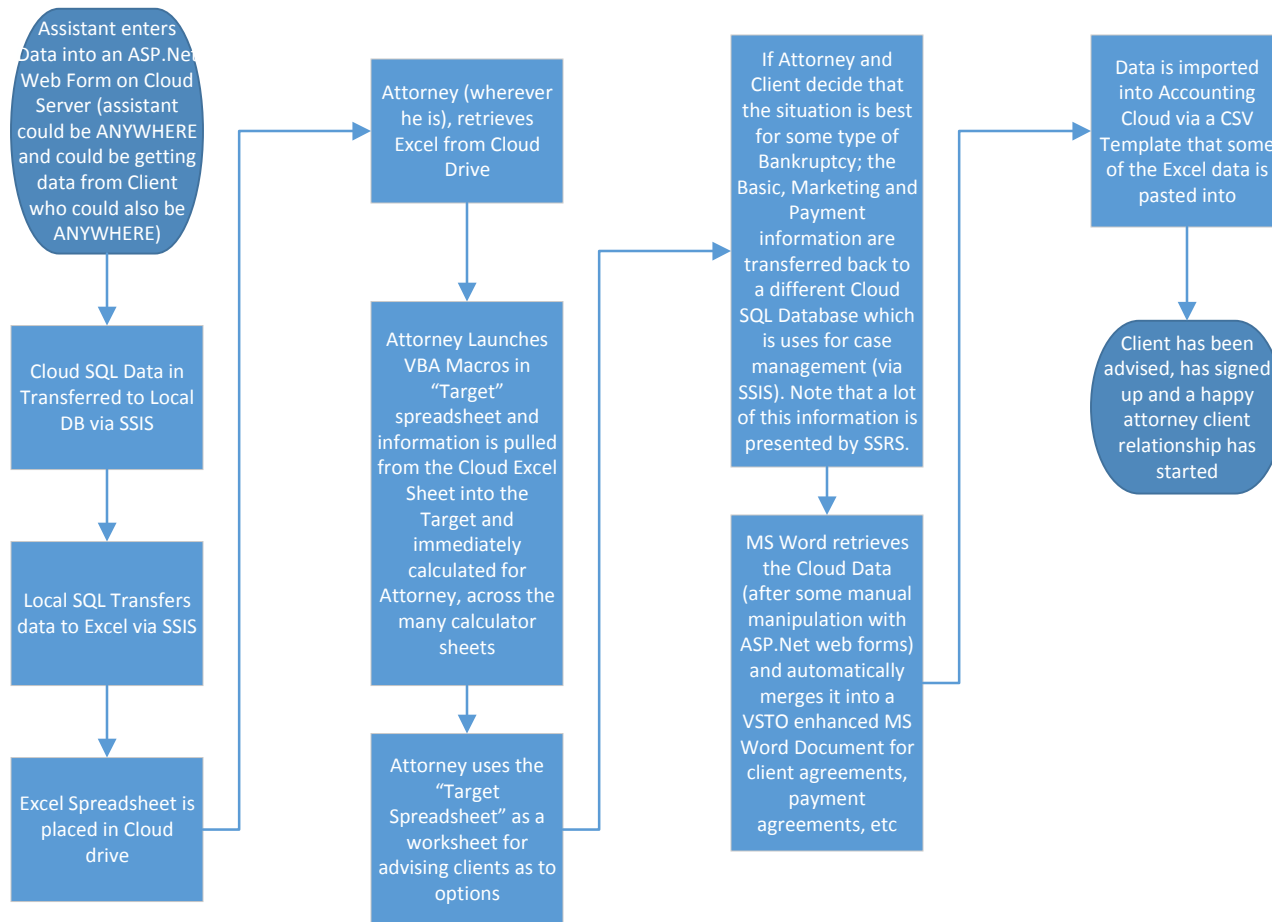 Assistant enters
Data into an ASP.Net
Web Form on Cloud
Server (assistant
could be ANYWHERE
and could be getting
data from Client
who could also be
ANYWHERE)
Cloud SQL Data in
Transferred to Local
DB via SSIS
Local SQL Transfers
data to Excel via SSIS
Excel Spreadsheet is
placed in Cloud
drive
Attorney (wherever
he is), retrieves
Excel from Cloud
Drive
Attorney Launches
VBA Macros in
“Target”
spreadsheet and
information is pulled
from the Cloud Excel
Sheet into the
Target and
immediately
calculated for
Attorney, across the
many calculator
sheets
Attorney uses the
“Target
Spreadsheet” as a
worksheet for
advising clients as to
options
If Attorney and
Client decide that
the situation is best
for some type of
Bankruptcy; the
Basic, Marketing and
Payment
information are
transferred back to
a different Cloud
SQL Database which
is uses for case
management (via
SSIS). Note that a lot
of this information is
presented by SSRS.
MS Word retrieves
the Cloud Data
(after some manual
manipulation with
ASP.Net web forms)
and automatically
merges it into a
VSTO enhanced MS
Word Document for
client agreements,
payment
agreements, etc
Data is imported
into Accounting
Cloud via a CSV
Template that some
of the Excel data is
pasted into
Client has been
advised, has signed
up and a happy
attorney client
relationship has
started